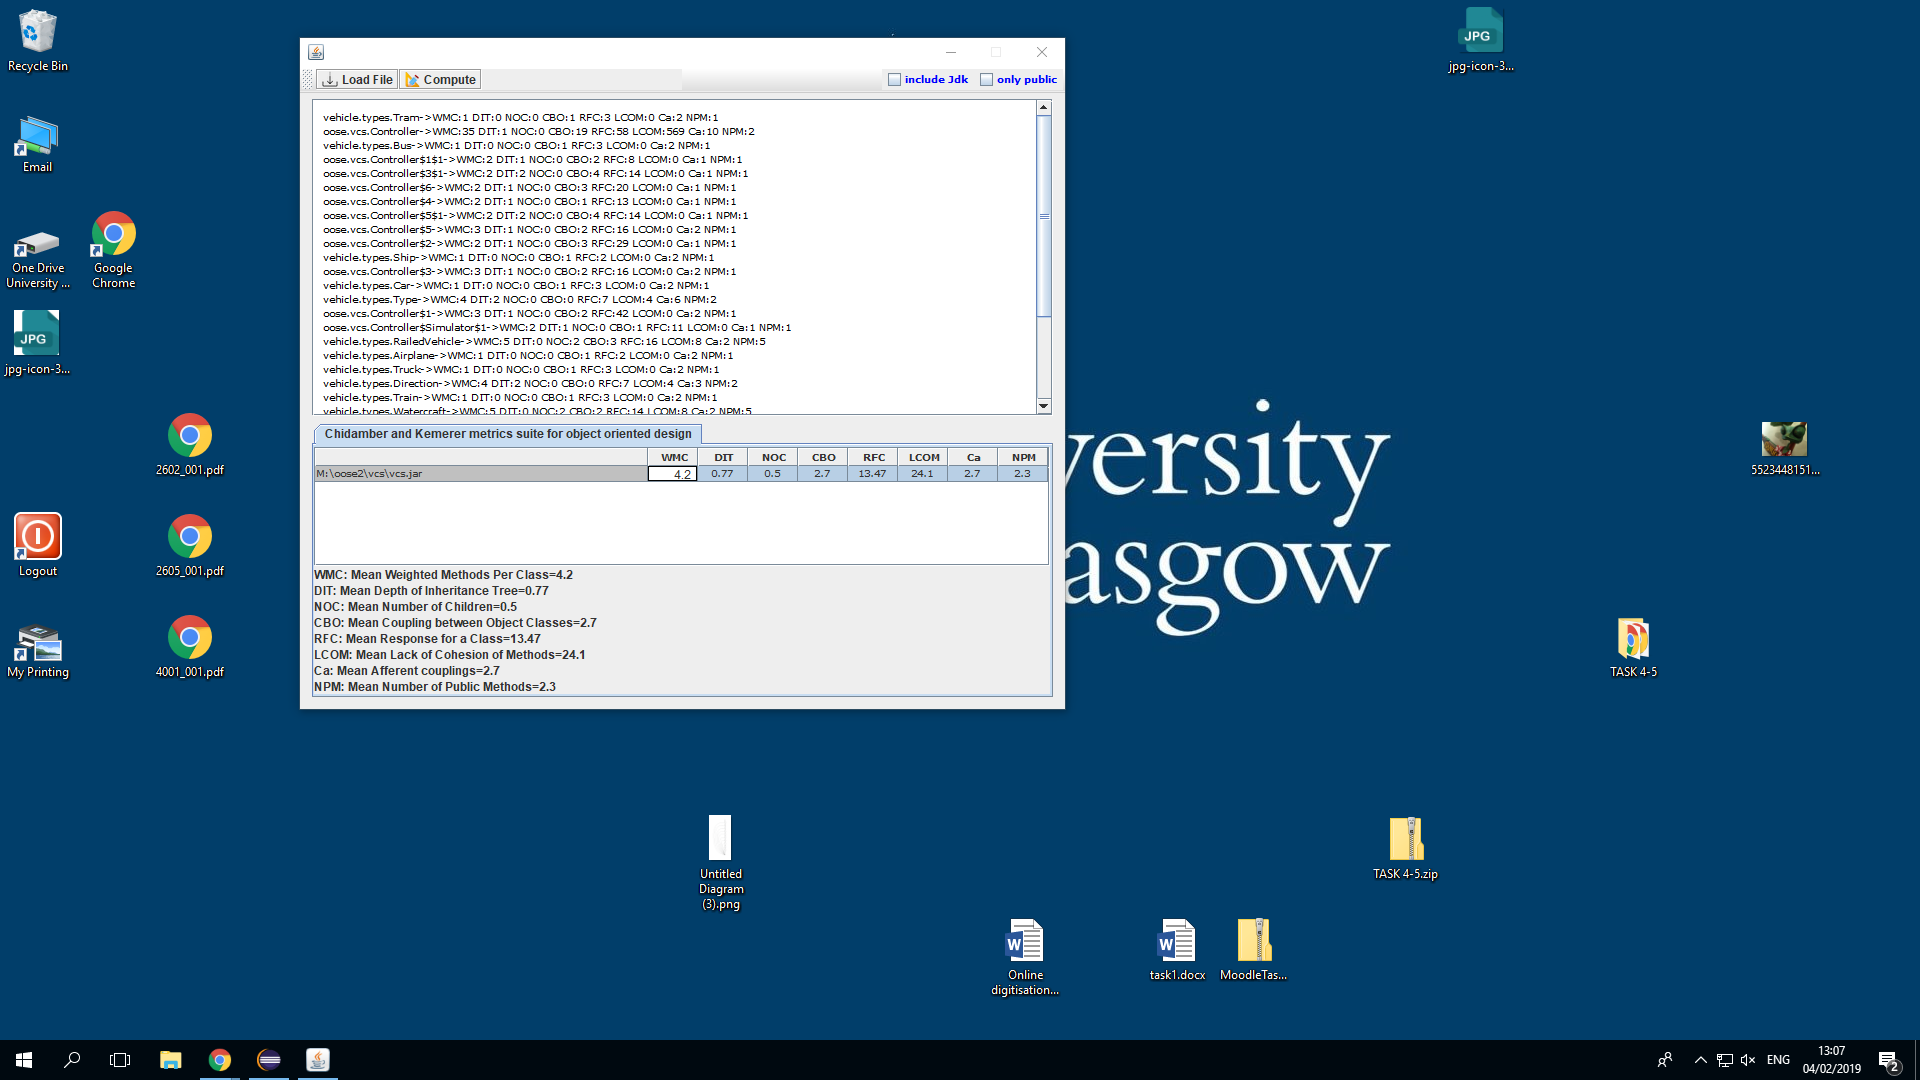 Recycle Bin
Email
One Drive
University ...
Google
Chrome
JPG
jpg-icon-3...
2602_001.pdf
Logout
2605_001.pdf
My Printing
4001_001.pdf
Load File
Compute
include Jdk
only public
vehicle.types.Tram->WMC:1 DIT:0 NOC:0 CBO:1 RFC:3 LCOM:0 Ca:2 NPM:1
oose.vcs.Controller->WMC:35 DIT:1 NOC:0 CBO:19 RFC:58 LCOM:569 Ca:10 NPM:2
vehicle.types.Bus->WMC:1 DIT:0 NOC:0 CBO:1 RFC:3 LCOM:0 Ca:2 NPM:1
oose.vcs.Controller$1$1->WMC:2 DIT:1 NOC:0 CBO:2 RFC:8 LCOM:0 Ca:1 NPM:1
oose.vcs.Controller$3$1->WMC:2 DIT:2 NOC:0 CBO:4 RFC:14 LCOM:0 Ca:1 NPM:1
oose.vcs.Controller$6->WMC:2 DIT:1 NOC:0 CBO:3 RFC:20 LCOM:0 Ca:1 NPM:1
oose.vcs.Controller$4->WMC:2 DIT:1 NOC:0 CBO:1 RFC:13 LCOM:0 Ca:1 NPM:1
oose.vcs.Controller$5$1->WMC:2 DIT:2 NOC:0 CBO:4 RFC:14 LCOM:0 Ca:1 NPM:1
oose.vcs.Controller$5->WMC:3 DIT:1 NOC:0 CBO:2 RFC:16 LCOM:0 Ca:2 NPM:1
oose.vcs.Controller$2->WMC:2 DIT:1 NOC:0 CBO:3 RFC:29 LCOM:0 Ca:1 NPM:1
vehicle.types.Ship->WMC:1 DIT:0 NOC:0 CBO:1 RFC:2 LCOM:0 Ca:2 NPM:1
oose.vcs.Controller$3->WMC:3 DIT:1 NOC:0 CBO:2 RFC:16 LCOM:0 Ca:2 NPM:1
vehicle.types.Car->WMC:1 DIT:0 NOC:0 CBO:1 RFC:3 LCOM:0 Ca:2 NPM:1
vehicle.types.Type->WMC:4 DIT:2 NOC:0 CBO:0 RFC:7 LCOM:4 Ca:6 NPM:2
oose.vcs.Controller$1->WMC:3 DIT:1 NOC:0 CBO:2 RFC:42 LCOM:0 Ca:2 NPM:1
oose.vcs.Controller$Simulator$1->WMC:2 DIT:1 NOC:0 CBO:1 RFC:11 LCOM:0 Ca:1 NPM:1
vehicle.types.RailedVehicle->WMC:5 DIT:0 NOC:2 CBO:3 RFC:16 LCOM:8 Ca:2 NPM:5
vehicle.types.Airplane->WMC:1 DIT:0 NOC:0 CBO:1 RFC:2 LCOM:0 Ca:2 NPM:1
vehicle.types.Truck->WMC:1 DIT:0 NOC:0 CBO:1 RFC:3 LCOM:0 Ca:2 NPM:1
vehicle.types.Direction->WMC:4 DIT:2 NOC:0 CBO:0 RFC:7 LCOM:4 Ca:3 NPM:2
vehicle.types.Train->WMC:1 DIT:0 NOC:0 CBO:1 RFC:3 LCOM:0 Ca:2 NPM:1
vehicle.types.Watercraft->WMC:5 DIT:0 NOC:2 CBO:2 RFC:14 LCOM:8 Ca:2 NPM:5
Chidamber and Kemerer metrics suite for object oriented design
WMC DIT NOC CBO RFC LCOM Ca NPM
M:\oose2\vcs\vcs.jar 4.2 0.77 0.5 2.7 13.47 24.1 2.7 2.3
WMC: Mean Weighted Methods Per Class=4.2
DIT: Mean Depth of Inheritance Tree=0.77
NOC: Mean Number of Children=0.5
CBO: Mean Coupling between Object Classes=2.7
RFC: Mean Response for a Class=13.47
LCOM: Mean Lack of Cohesion of Methods=24.1
Ca: Mean Afferent couplings=2.7
NPM: Mean Number of Public Methods=2.3
versity
asgow
JPG
jpg-icon-3...
5523448151...
TASK 4-5
Untitled
Diagram
(3).png
TASK 4-5.zip
Online
digitisation...
task1.docx
MoodleTas...
ENG
13:07
04/02/2019
2